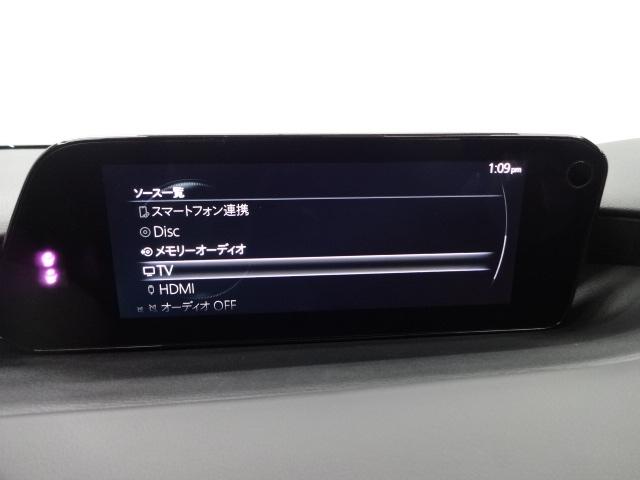 1:09pm
ソース一覧
スマートフォン連携
Disc
メモリーオーディオ
TV
HDMI
オーディオ OFF